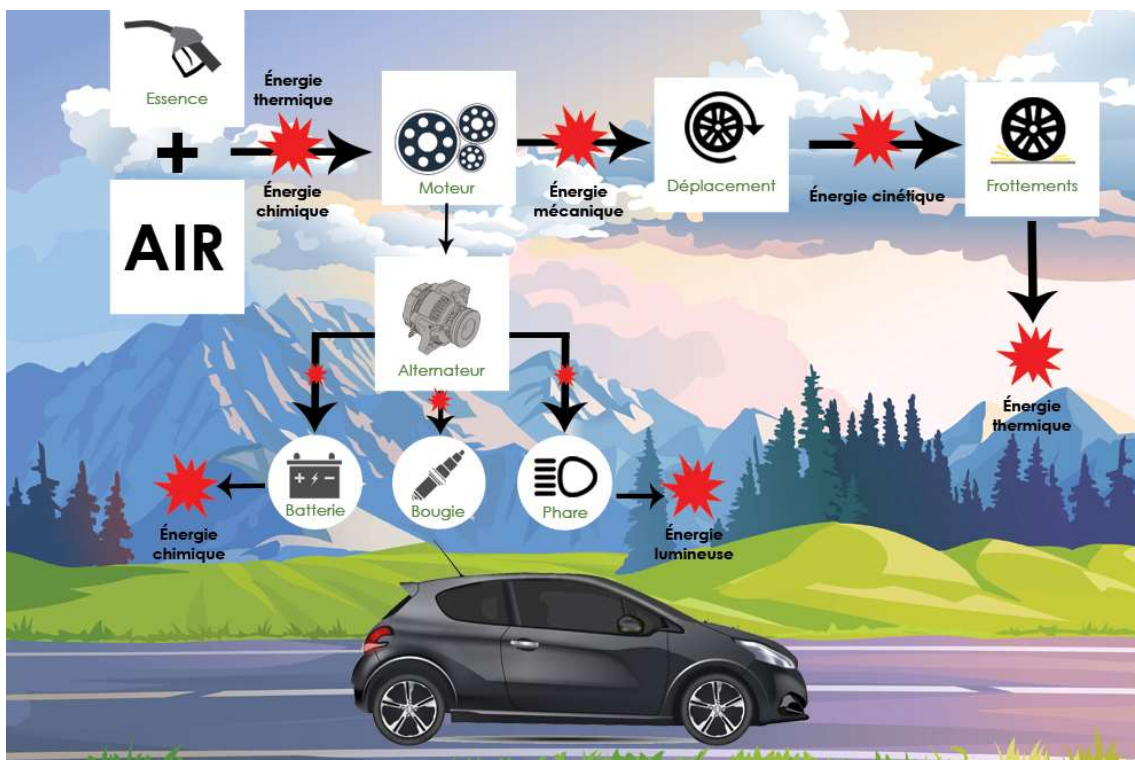 Essence
+
AIR
Énergie
thermique
Énergie
chimique
Moteur
Énergie
mécanique
Déplacement
Énergie cinétique
Frottements
Énergie
thermique
Alternateur
Batterie
Bougie
Phare
Énergie
chimique
Énergie
lumineuse